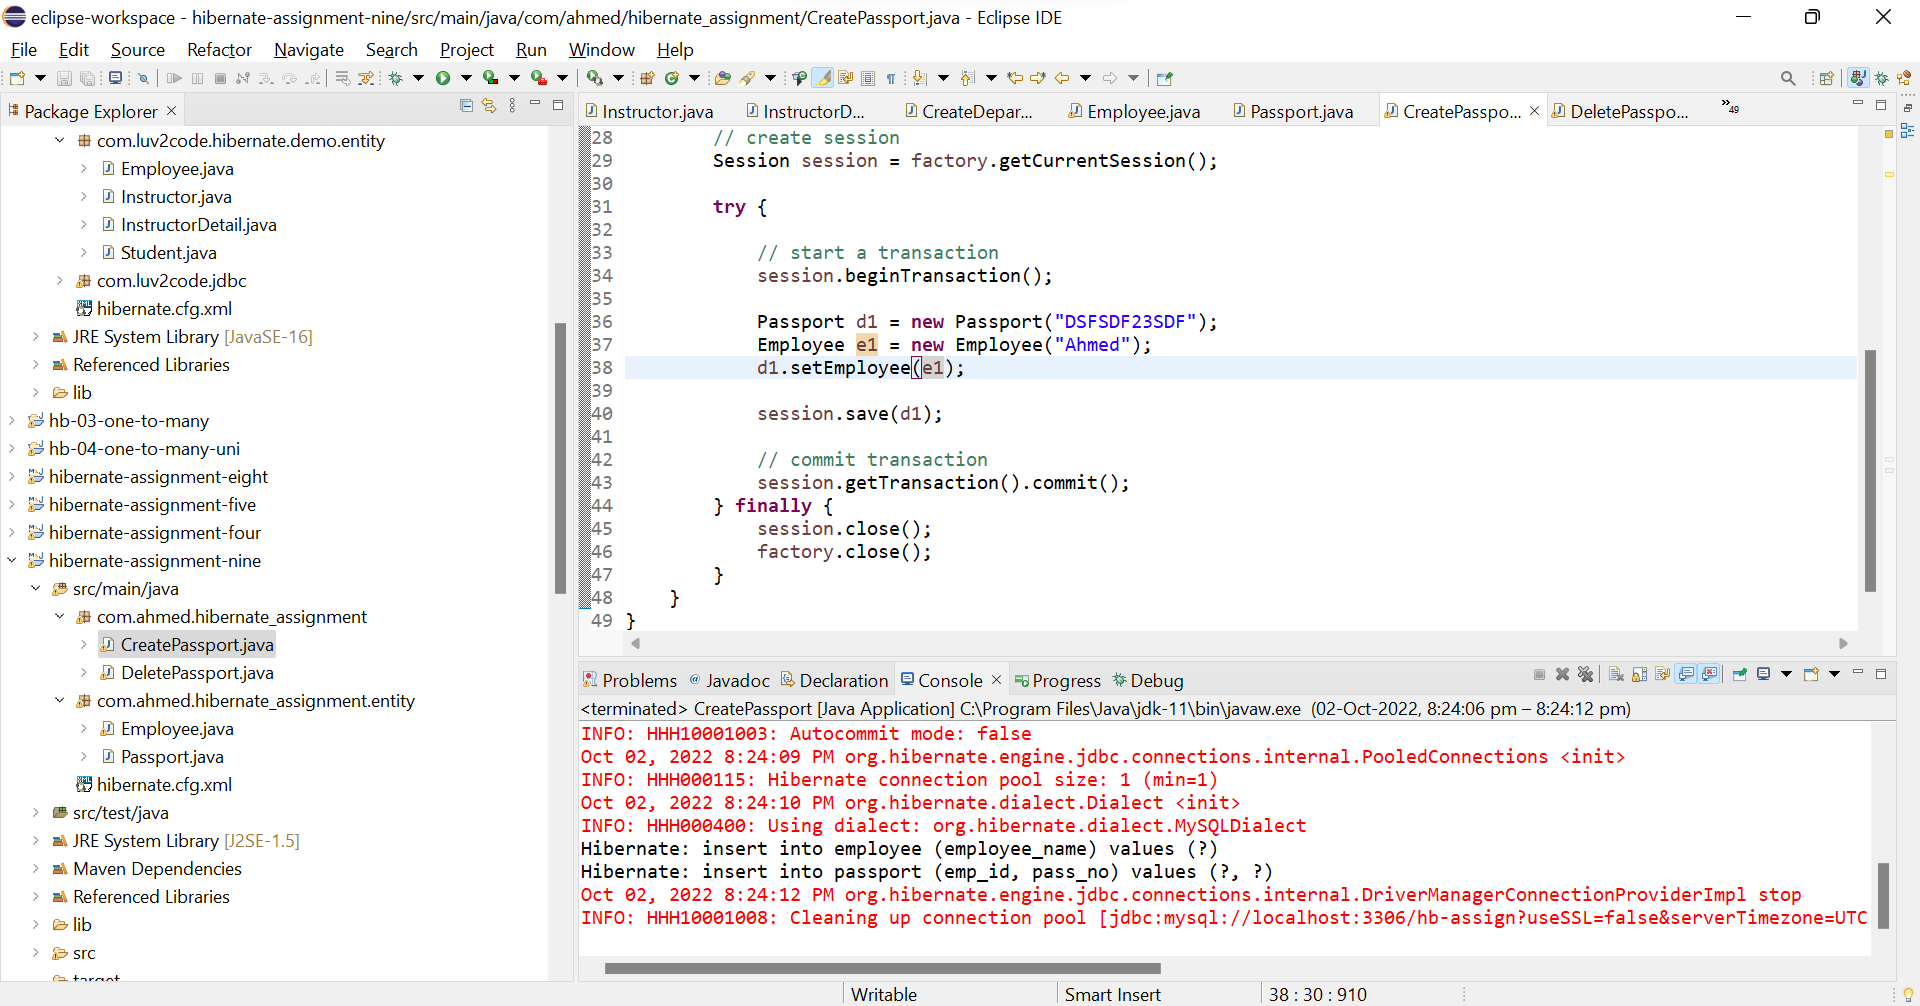 eclipse-workspace - hibernate-assignment-nine/src/main/java/com/ahmed/hibernate_assignment/CreatePassport.java - Eclipse IDE
File Edit Source Refactor Navigate Search Project Run Window Help
Package Explorer
com.luv2code.hibernate.demo.entity
Employee.java
Instructor.java
InstructorDetail.java
Student.java
com.luv2code.jdbc
hibernate.cfg.xml
JRE System Library [JavaSE-16]
Referenced Libraries
lib
hb-03-one-to-many
hb-04-one-to-many-uni
hibernate-assignment-eight
hibernate-assignment-five
hibernate-assignment-four
hibernate-assignment-nine
src/main/java
com.ahmed.hibernate_assignment
CreatePassport.java
DeletePassport.java
com.ahmed.hibernate_assignment.entity
Employee.java
Passport.java
hibernate.cfg.xml
src/test/java
JRE System Library [J2SE-1.5]
Maven Dependencies
Referenced Libraries
lib
src
target
Instructor.java InstructorD... CreateDepar... Employee.java Passport.java CreatePasspo... DeletePasspo... »49
28 // create session
29 Session session = factory.getCurrentSession();
30
31 try {
32
33 // start a transaction
34 session.beginTransaction();
35
36 Passport d1 = new Passport("DSFSDF23SDF");
37 Employee e1 = new Employee("Ahmed");
38 d1.setEmployee(e1);
39
40 session.save(d1);
41
42 // commit transaction
43 session.getTransaction().commit();
44 } finally {
45 session.close();
46 factory.close();
47 }
48 }
49 }
Problems @ Javadoc Declaration Console Progress Debug
<terminated> CreatePassport [Java Application] C:\Program Files\Java\jdk-11\bin\javaw.exe (02-Oct-2022, 8:24:06 pm – 8:24:12 pm)
INFO: HHH10001003: Autocommit mode: false
Oct 02, 2022 8:24:09 PM org.hibernate.engine.jdbc.connections.internal.PooledConnections <init>
INFO: HHH000115: Hibernate connection pool size: 1 (min=1)
Oct 02, 2022 8:24:10 PM org.hibernate.dialect.Dialect <init>
INFO: HHH000400: Using dialect: org.hibernate.dialect.MySQLDialect
Hibernate: insert into employee (employee_name) values (?)
Hibernate: insert into passport (emp_id, pass_no) values (?, ?)
Oct 02, 2022 8:24:12 PM org.hibernate.engine.jdbc.connections.internal.DriverManagerConnectionProviderImpl stop
INFO: HHH10001008: Cleaning up connection pool [jdbc:mysql://localhost:3306/hb-assign?useSSL=false&serverTimezone=UTC
Writable Smart Insert 38 : 30 : 910